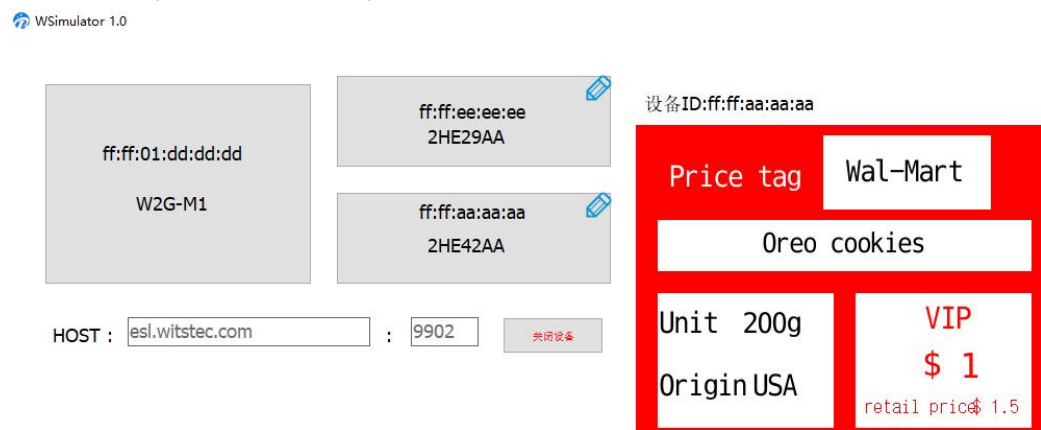 WSimulator 1.0
ff:ff:01:dd:dd:dd
W2G-M1
ff:ff:ee:ee:ee
2HE29AA
ff:ff:aa:aa:aa
2HE42AA
HOST : esl.witstec.com : 9902 关闭设备
设备ID:ff:ff:aa:aa:aa
Price tag Wal-Mart
Oreo cookies
Unit 200g
Origin USA
VIP
$ 1
retail price$ 1.5